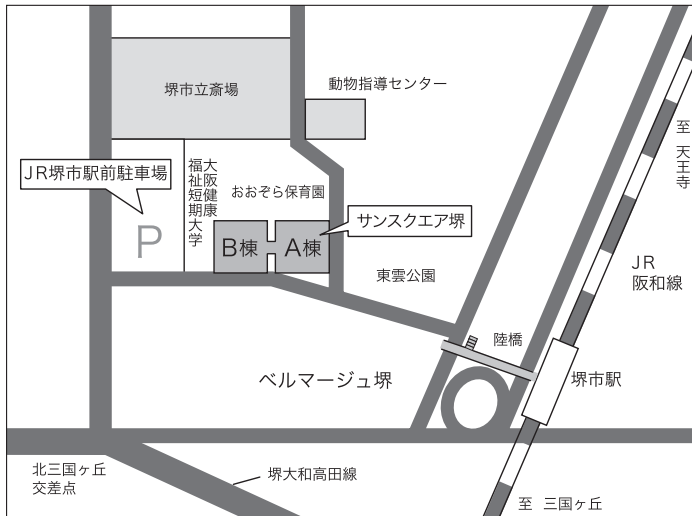 堺市立斎場
動物指導センター
至 天王寺
JR堺市駅前駐車場
大阪健康
福祉短期大学
おおぞら保育園
サンスクエア堺
P
B棟
A棟
東雲公園
JR
阪和線
陸橋
ベルマージュ堺
堺市駅
北三国ヶ丘
交差点
堺大和高田線
至 三国ヶ丘